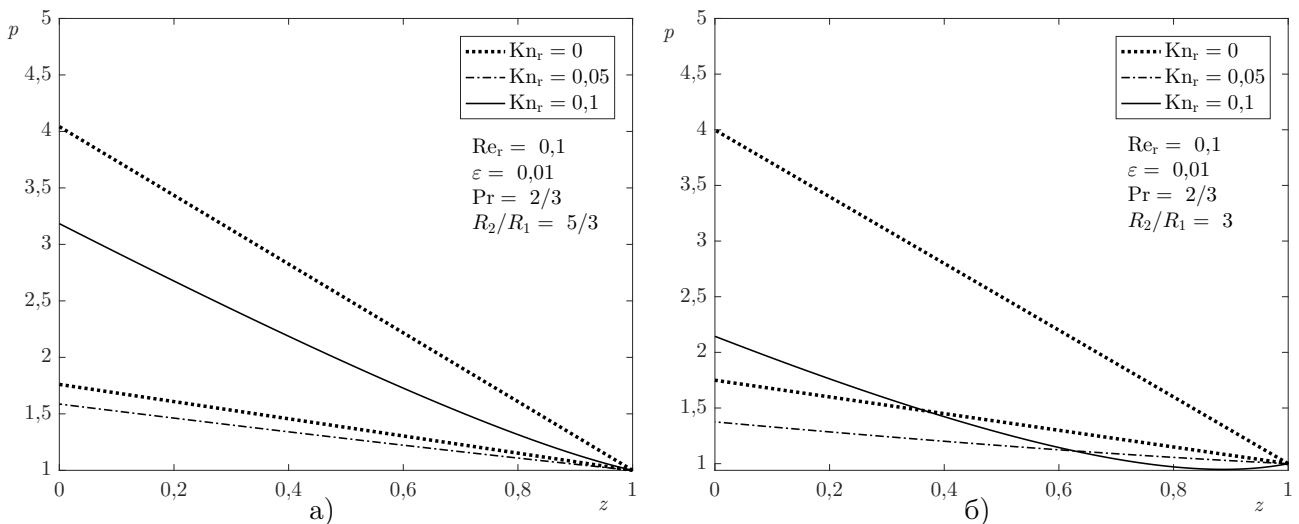 p
5
4,5
4
3,5
3
2,5
2
1,5
1
0
0,2
0,4
0,6
0,8
1
z
Kn_r = 0
Kn_r = 0,05
Kn_r = 0,1
Re_r = 0,1
ε = 0,01
Pr = 2/3
R_2/R_1 = 5/3
а)
p
5
4,5
4
3,5
3
2,5
2
1,5
1
0
0,2
0,4
0,6
0,8
1
z
Kn_r = 0
Kn_r = 0,05
Kn_r = 0,1
Re_r = 0,1
ε = 0,01
Pr = 2/3
R_2/R_1 = 3
б)